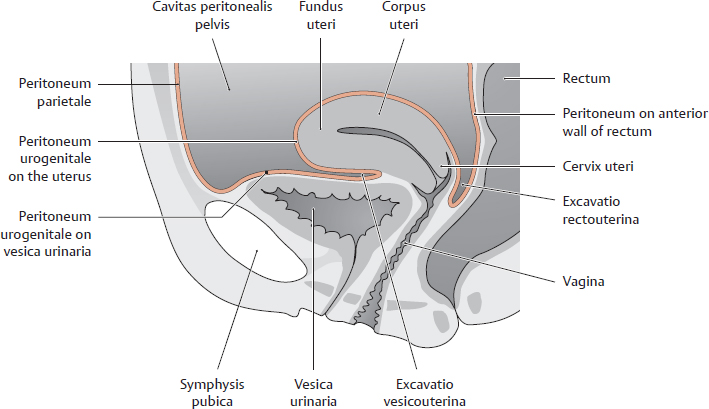 Cavitas peritonealis
pelvis
Fundus
uteri
Corpus
uteri
Peritoneum
parietale
Peritoneum
urogenitale
on the uterus
Peritoneum
urogenitale on
vesica urinaria
Rectum
Peritoneum on anterior
wall of rectum
Cervix uteri
Excavatio
rectouterina
Vagina
Symphysis
pubica
Vesica
urinaria
Excavatio
vesicouterina